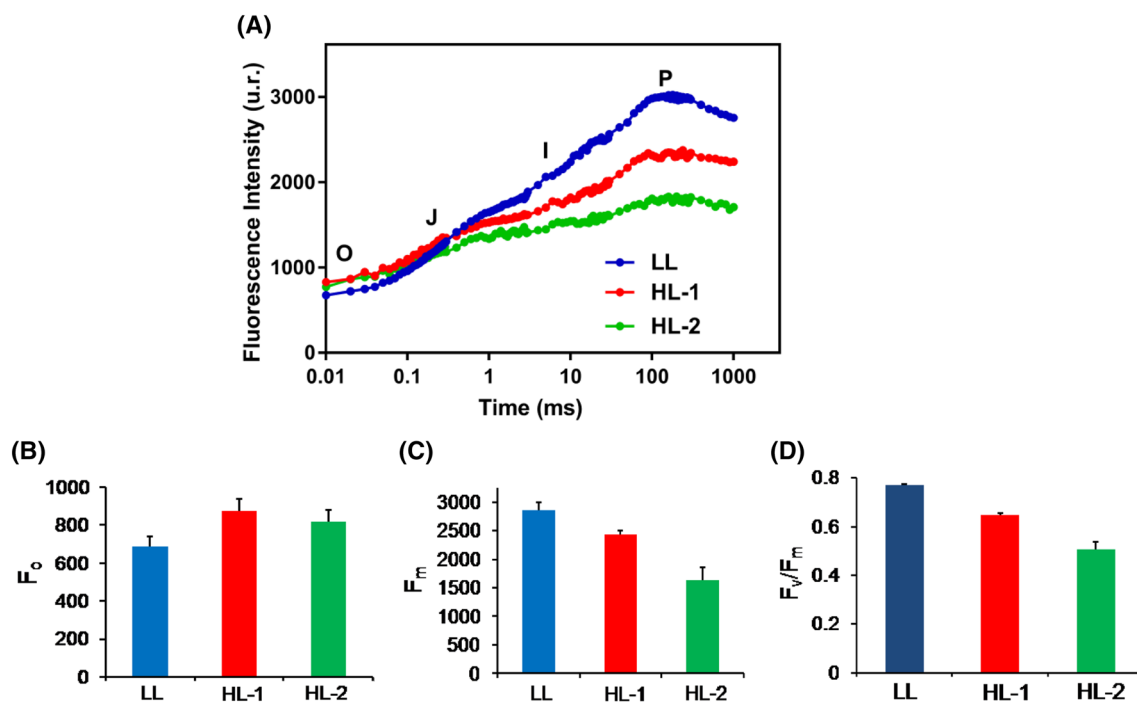 (A)
Fluorescence Intensity (u.r.)
3000
2000
1000
0
O
J
I
P
LL
HL-1
HL-2
0.01 0.1 1 10 100 1000
Time (ms)
(B)
Fo
1000
800
600
400
200
0
LL HL-1 HL-2
(C)
Fm
3000
2500
2000
1500
1000
500
0
LL HL-1 HL-2
(D)
Fv/Fm
0.8
0.6
0.4
0.2
0
LL HL-1 HL-2